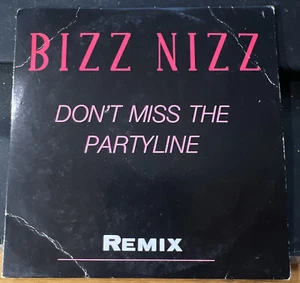 BIZZ NIZZ
DON'T MISS THE
PARTYLINE
REMIX